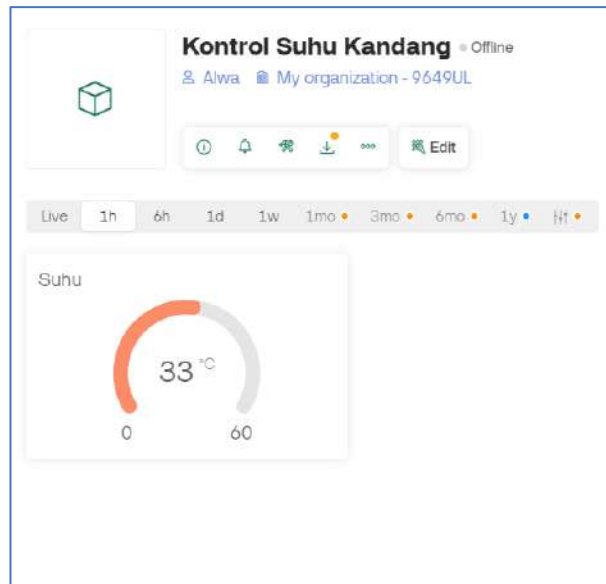 Kontrol Suhu Kandang Offline
Alwa My organization - 9649UL
Edit
Live 1h 6h 1d 1w 1mo 3mo 6mo 1y
Suhu
33 °C
0 60